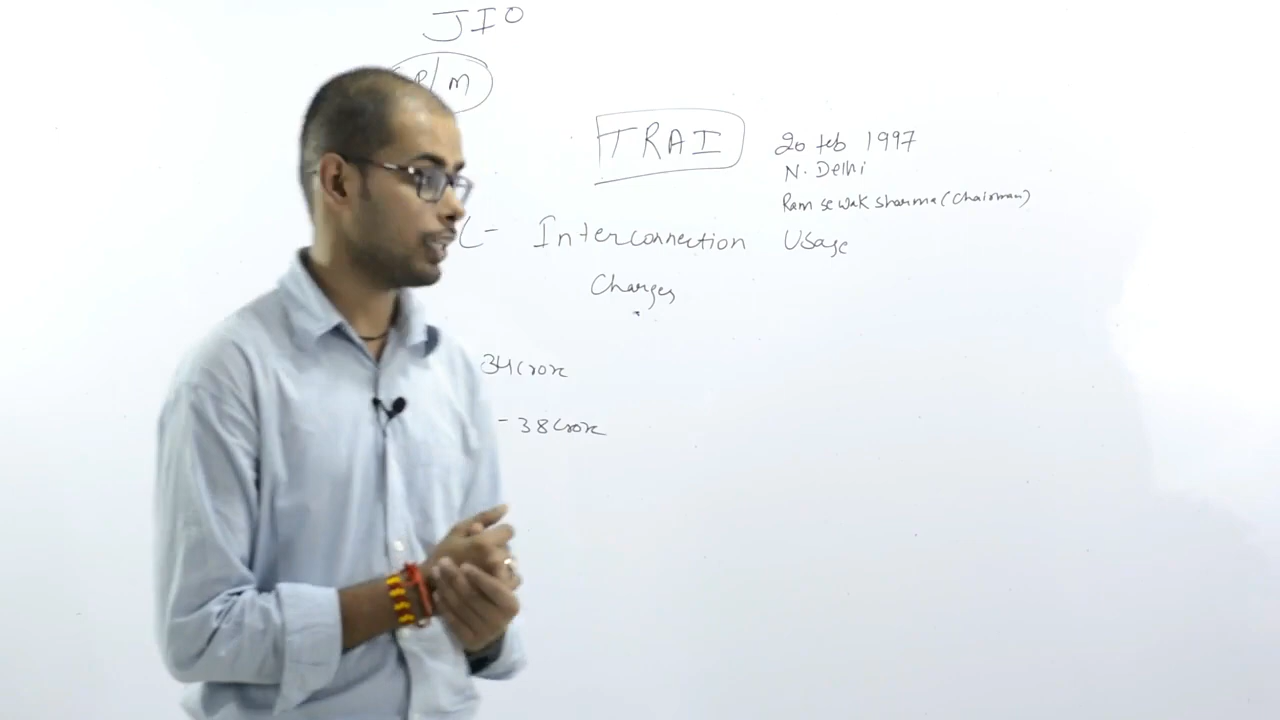 JIO
P/m
TRAI
20 feb 1997
N. Delhi
Ram sewak sharma (Chairman)
C- Interconnection Usage
Charges
34 crore
- 38 crore